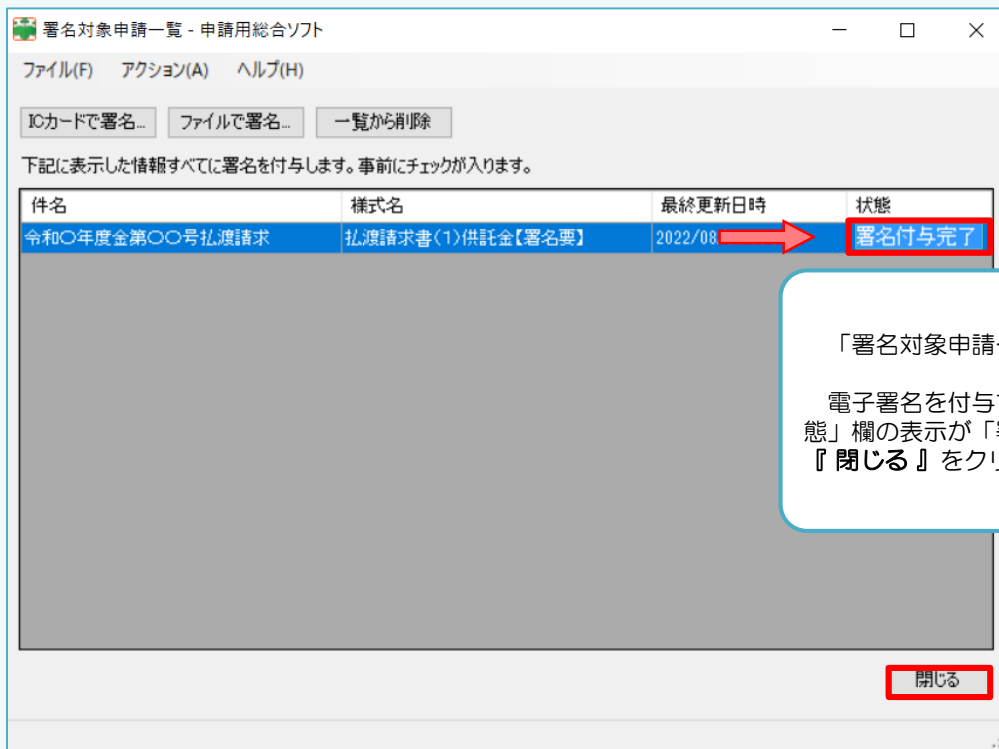 署名対象申請一覧 - 申請用総合ソフト
ファイル(F) アクション(A) ヘルプ(H)
ICカードで署名... ファイルで署名... 一覧から削除
下記に表示した情報すべてに署名を付与します。事前にチェックが入ります。
件名 様式名 最終更新日時 状態
令和〇年度金第〇〇号払渡請求 払渡請求書(1)供託金【署名要】 2022/08 署名付与完了
「署名対象申請
電子署名を付与
態」欄の表示が「
『 閉じる 』をクリ
閉じる